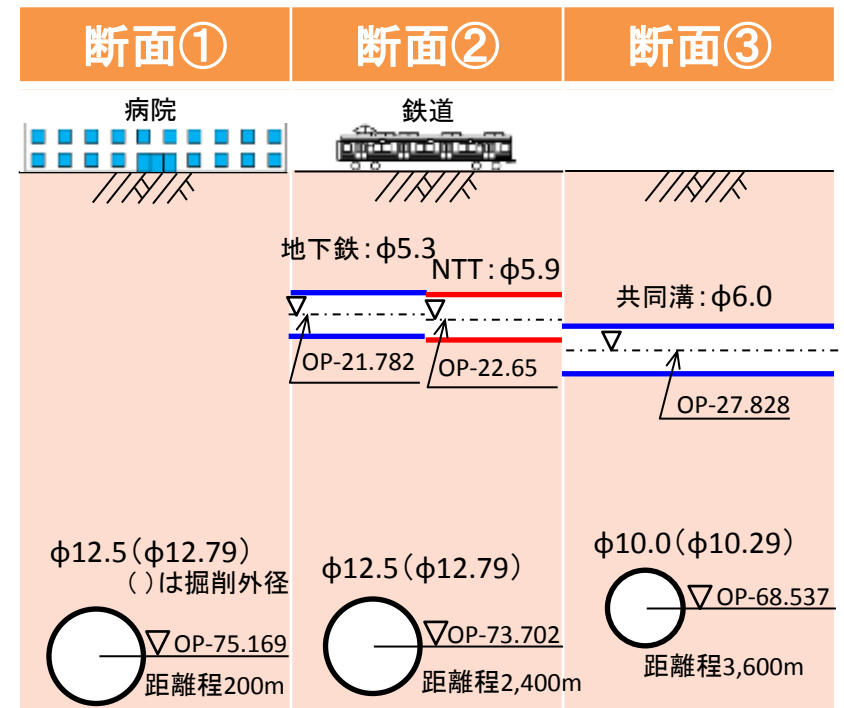 断面①
断面②
断面③
病院
鉄道
地下鉄：φ5.3
NTT：φ5.9
共同溝：φ6.0
OP-21.782
OP-22.65
OP-27.828
φ12.5（φ12.79）
（ ）は掘削外径
φ12.5（φ12.79）
φ10.0（φ10.29）
OP-75.169
距離程200m
OP-73.702
距離程2,400m
OP-68.537
距離程3,600m